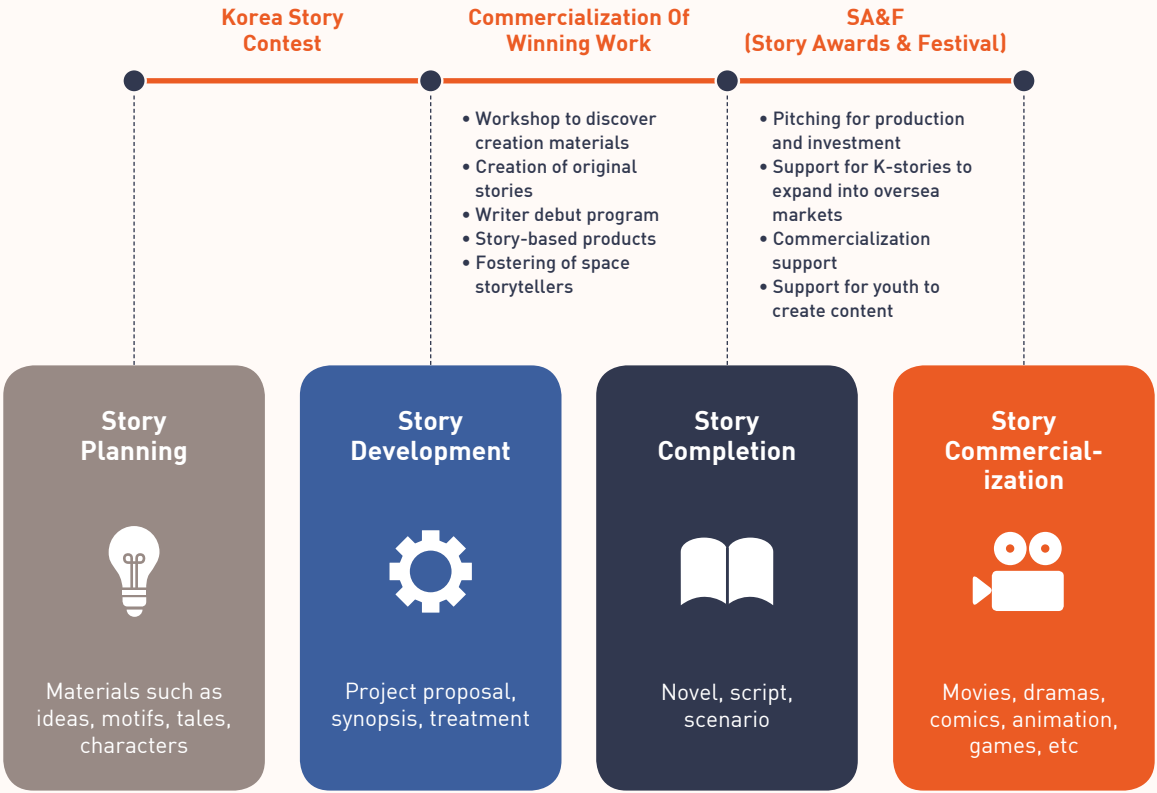 Korea Story
Contest
Commercialization Of
Winning Work
SA&F
(Story Awards & Festival)
• Workshop to discover
creation materials
• Creation of original
stories
• Writer debut program
• Story-based products
• Fostering of space
storytellers
• Pitching for production
and investment
• Support for K-stories to
expand into oversea
markets
• Commercialization
support
• Support for youth to
create content
Story
Planning
Materials such as
ideas, motifs, tales,
characters
Story
Development
Project proposal,
synopsis, treatment
Story
Completion
Novel, script,
scenario
Story
Commercial-
ization
Movies, dramas,
comics, animation,
games, etc